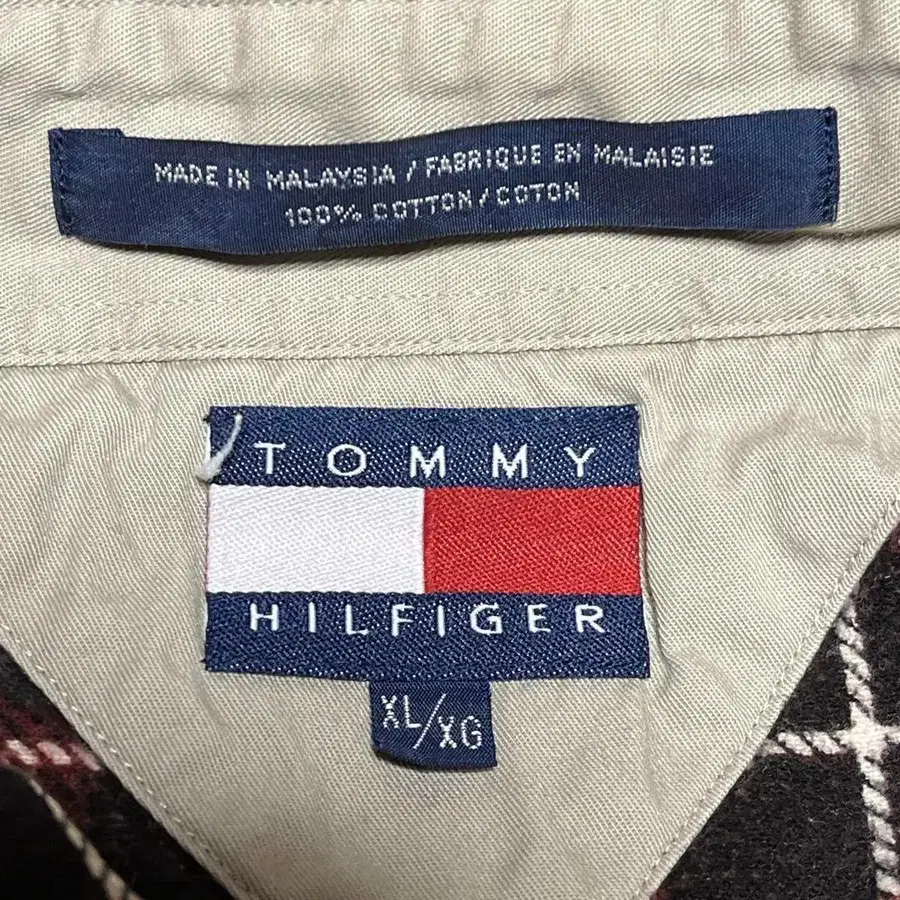 MADE IN MALAYSIA / FABRIQUE EN MALAISIE
100% COTTON/COTON
TOMMY
HILFIGER
XL/XG